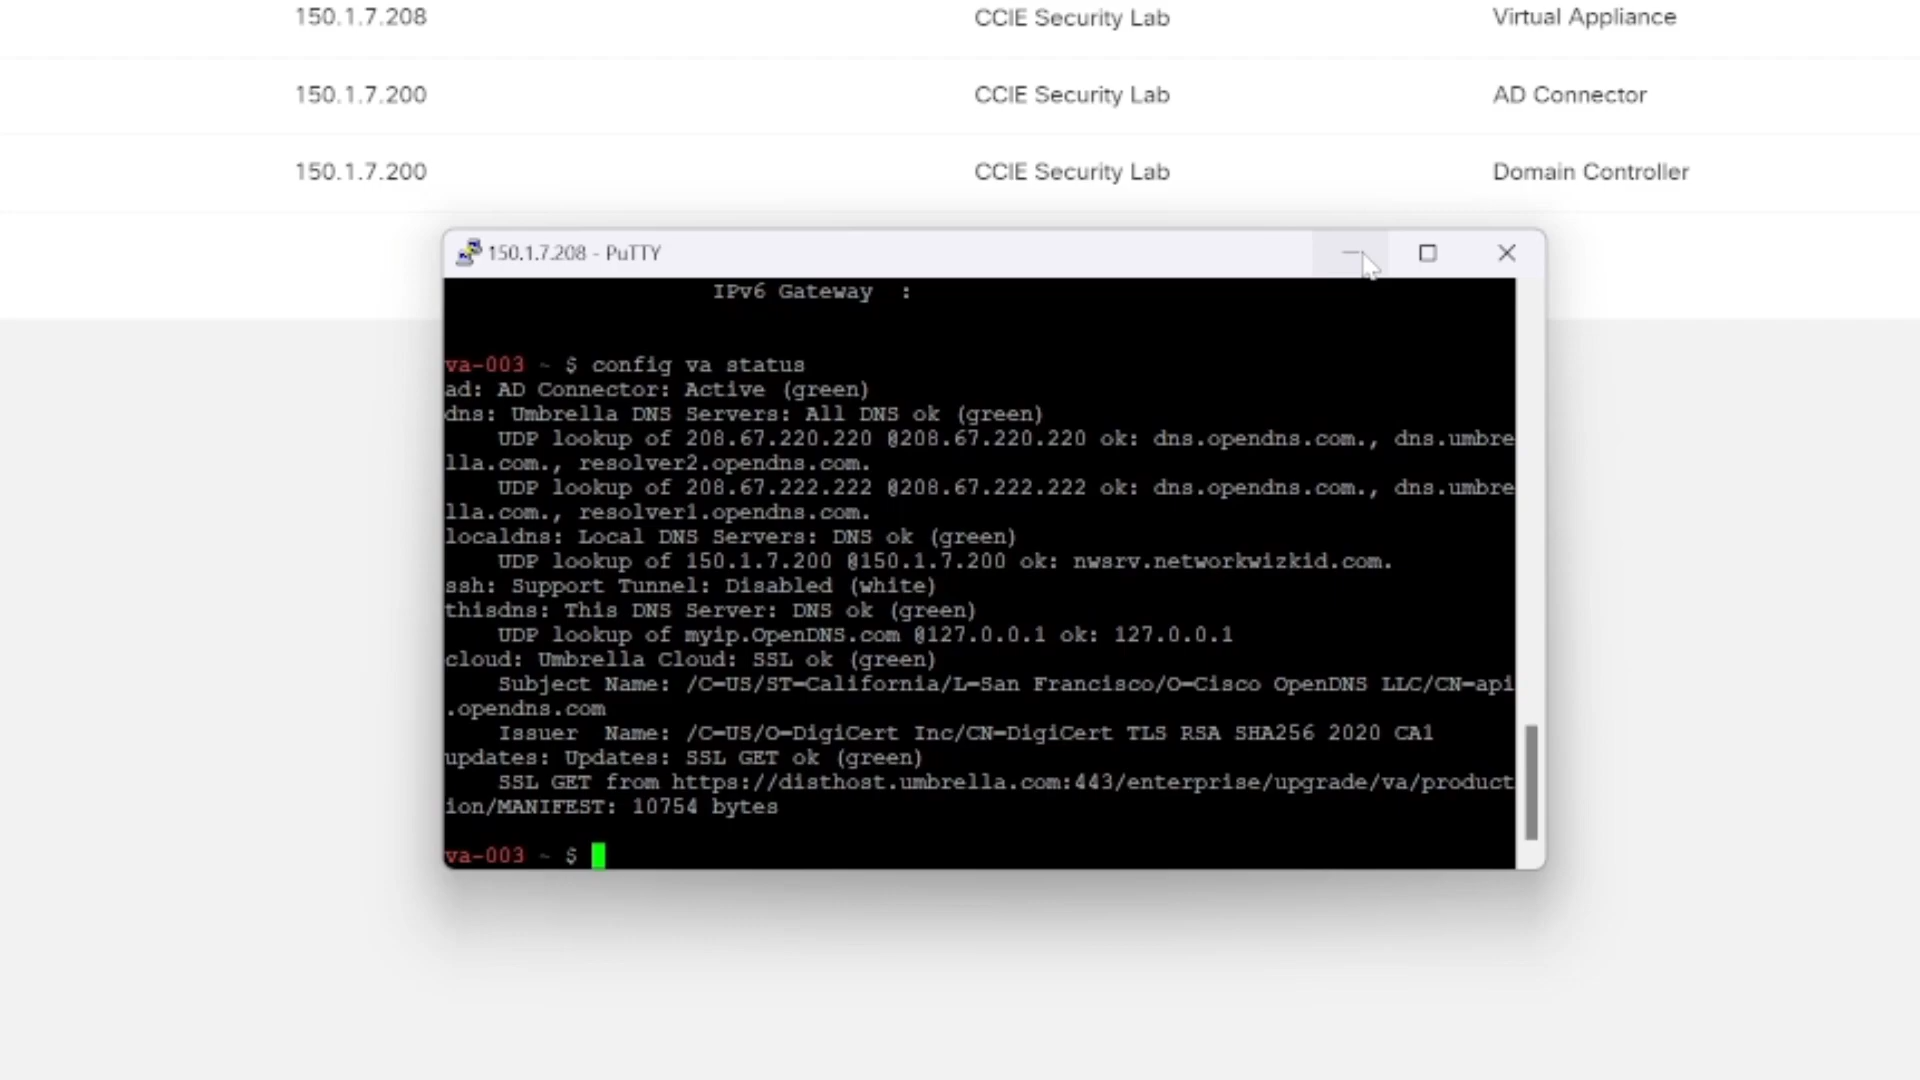 150.1.7.208 CCIE Security Lab Virtual Appliance
150.1.7.200 CCIE Security Lab AD Connector
150.1.7.200 CCIE Security Lab Domain Controller
150.1.7.208 - PuTTY
IPv6 Gateway :
va-003 ~ $ config va status
ad: AD Connector: Active (green)
dns: Umbrella DNS Servers: All DNS ok (green)
UDP lookup of 208.67.220.220 @208.67.220.220 ok: dns.opendns.com., dns.umbre
lla.com., resolver2.opendns.com.
UDP lookup of 208.67.222.222 @208.67.222.222 ok: dns.opendns.com., dns.umbre
lla.com., resolver1.opendns.com.
localdns: Local DNS Servers: DNS ok (green)
UDP lookup of 150.1.7.200 @150.1.7.200 ok: nwsrv.networkwizkid.com.
ssh: Support Tunnel: Disabled (white)
thisdns: This DNS Server: DNS ok (green)
UDP lookup of myip.OpenDNS.com @127.0.0.1 ok: 127.0.0.1
cloud: Umbrella Cloud: SSL ok (green)
Subject Name: /C=US/ST=California/L=San Francisco/O=Cisco OpenDNS LLC/CN=api
.opendns.com
Issuer  Name: /C=US/O=DigiCert Inc/CN=DigiCert TLS RSA SHA256 2020 CA1
updates: Updates: SSL GET ok (green)
SSL GET from https://disthost.umbrella.com:443/enterprise/upgrade/va/product
ion/MANIFEST: 10754 bytes
va-003 ~ $